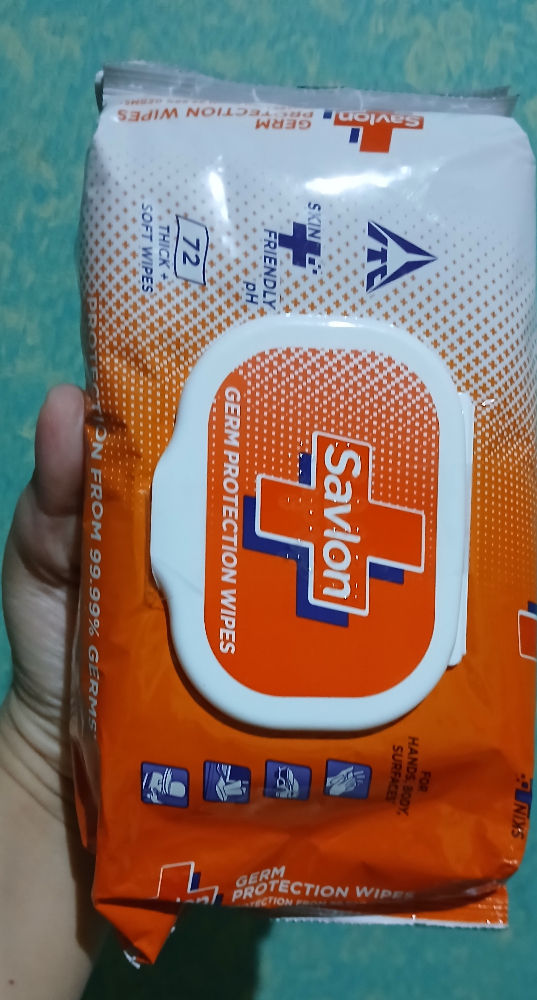 Savlon
GERM
PROTECTION WIPES
ITC
SKIN
FRIENDLY
pH
72
THICK +
SOFT WIPES
Savlon
GERM PROTECTION WIPES
PROTECTION FROM 99.99% GERMS
FOR
HANDS, BODY,
SURFACES
GERM
PROTECTION WIPES
SKIN